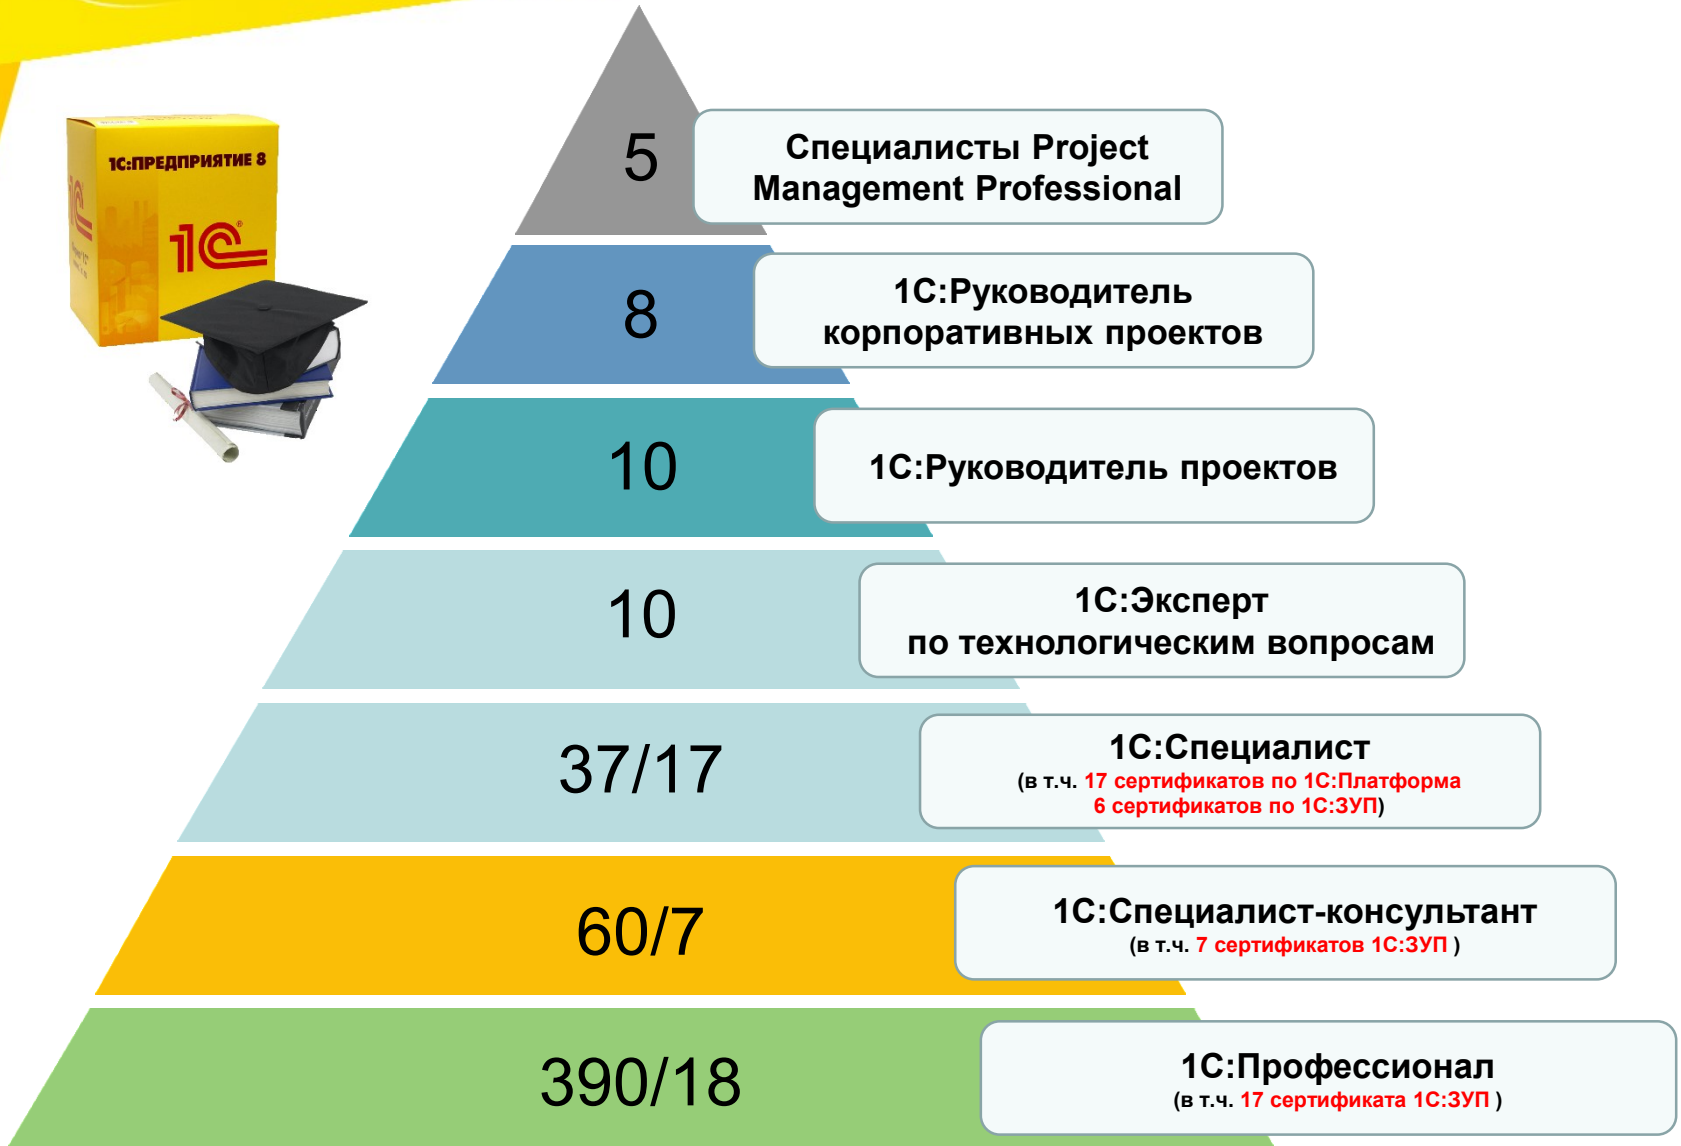 1С:ПРЕДПРИЯТИЕ 8
1С
5
Специалисты Project
Management Professional
8
1С:Руководитель
корпоративных проектов
10
1С:Руководитель проектов
10
1С:Эксперт
по технологическим вопросам
37/17
1С:Специалист
(в т.ч. 17 сертификатов по 1С:Платформа
6 сертификатов по 1С:ЗУП)
60/7
1С:Специалист-консультант
(в т.ч. 7 сертификатов 1С:ЗУП )
390/18
1С:Профессионал
(в т.ч. 17 сертификата 1С:ЗУП )